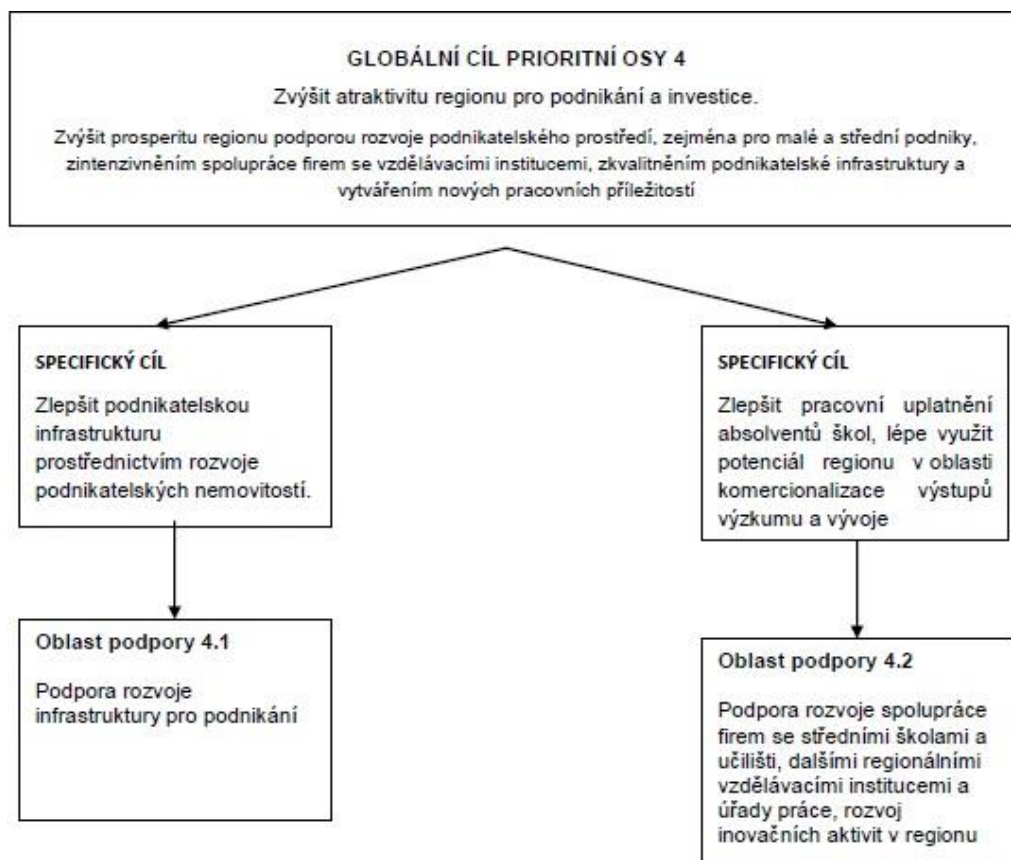 GLOBÁLNÍ CÍL PRIORITNÍ OSY 4
Zvýšit atraktivitu regionu pro podnikání a investice.
Zvýšit prosperitu regionu podporou rozvoje podnikatelského prostředí, zejména pro malé a střední podniky,
zintenzivněním spolupráce firem se vzdělávacími institucemi, zkvalitněním podnikatelské infrastruktury a
vytvářením nových pracovních příležitostí
SPECIFICKÝ CÍL
Zlepšit podnikatelskou
infrastrukturu
prostřednictvím rozvoje
podnikatelských nemovitostí.
SPECIFICKÝ CÍL
Zlepšit pracovní uplatnění
absolventů škol, lépe využit
potenciál regionu v oblasti
komercionalizace výstupů
výzkumu a vývoje
Oblast podpory 4.1
Podpora rozvoje
infrastruktury pro podnikání
Oblast podpory 4.2
Podpora rozvoje spolupráce
firem se středními školami a
učilišti, dalšími regionálními
vzdělávacími institucemi a
úřady práce, rozvoj
inovačních aktivit v regionu